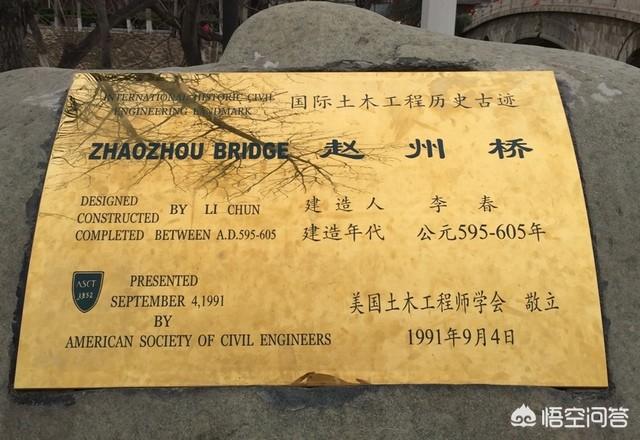 INTERNATIONAL HISTORIC CIVIL
ENGINEERING LANDMARK
国际土木工程历史古迹
ZHAOZHOU BRIDGE 赵州桥
DESIGNED
CONSTRUCTED BY LI CHUN
建造人 李春
COMPLETED BETWEEN A.D.595-605
建造年代 公元595-605年
ASCT
1852
PRESENTED
SEPTEMBER 4,1991
BY
AMERICAN SOCIETY OF CIVIL ENGINEERS
美国土木工程师学会 敬立
1991年9月4日
悟空问答